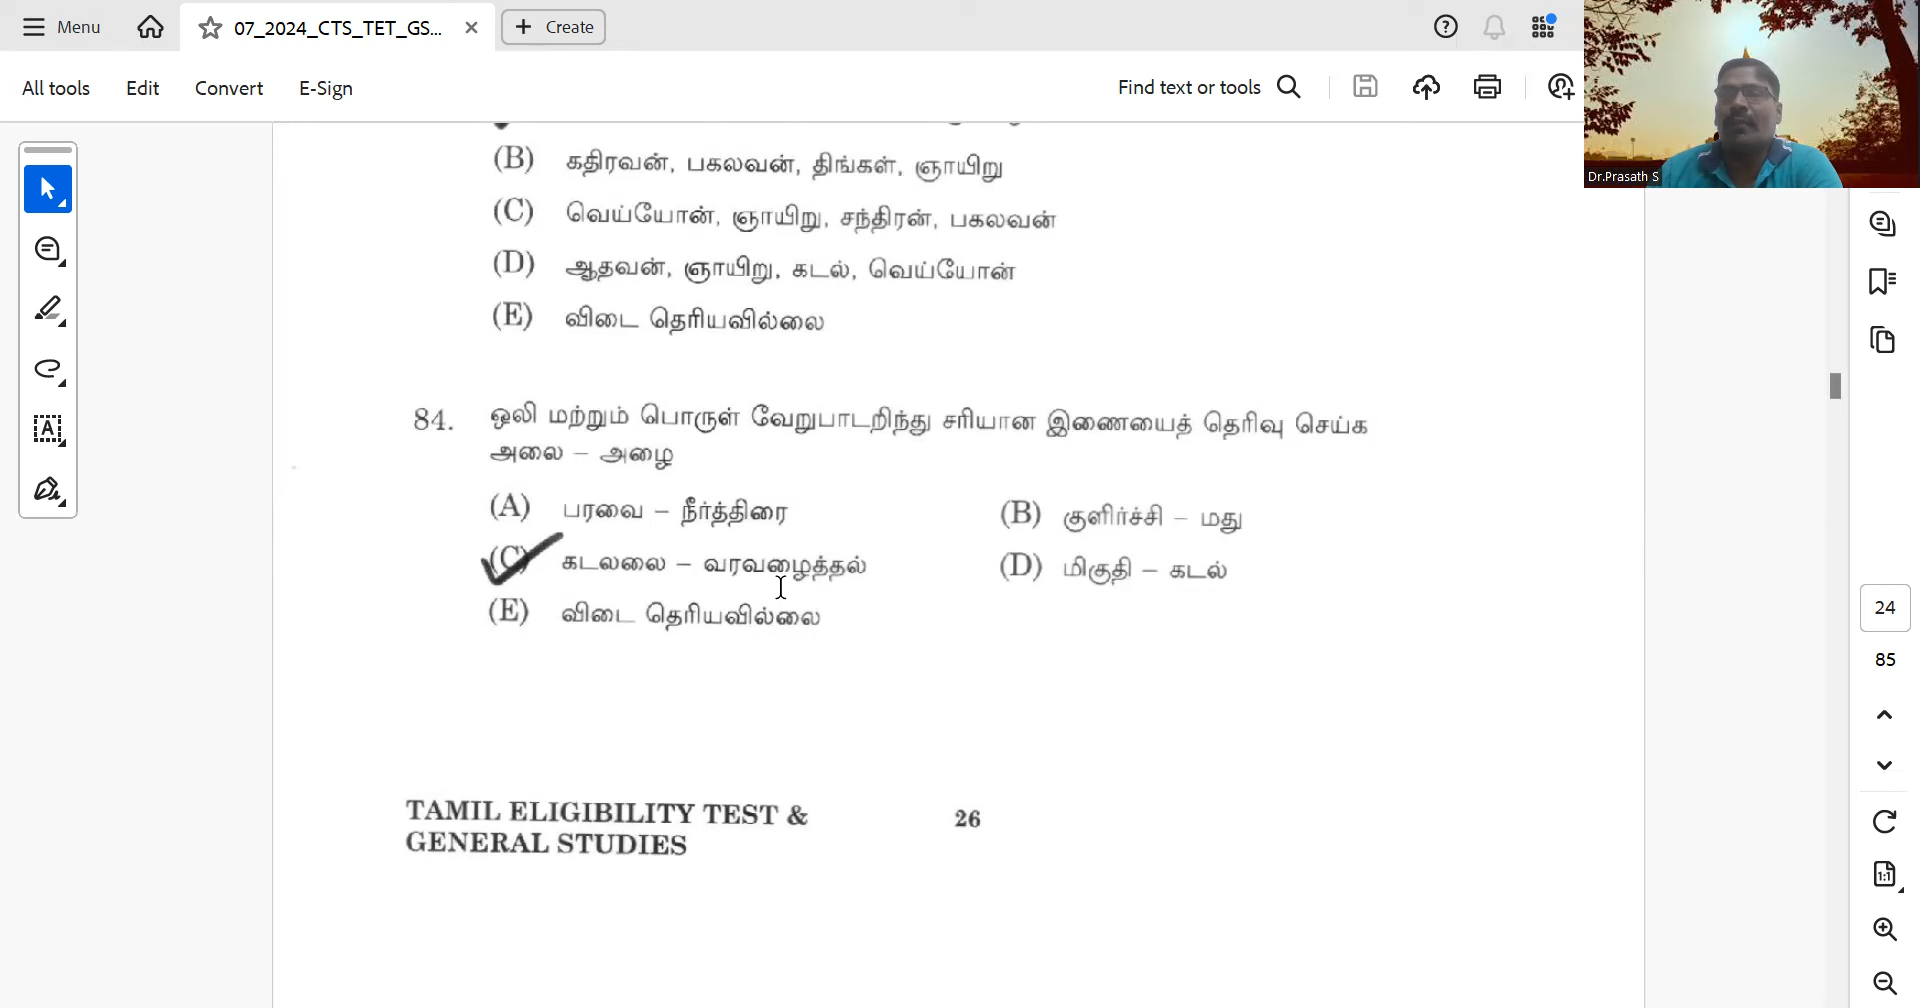 Menu
07_2024_CTS_TET_GS...
Create
All tools
Edit
Convert
E-Sign
Find text or tools
Dr.Prasath S
(B) கதிரவன், பகலவன், திங்கள், ஞாயிறு
(C) வெய்யோன், ஞாயிறு, சந்திரன், பகலவன்
(D) ஆதவன், ஞாயிறு, கடல், வெய்யோன்
(E) விடை தெரியவில்லை
84. ஒலி மற்றும் பொருள் வேறுபாடறிந்து சரியான இணையைத் தெரிவு செய்க
அலை – அழை
(A) பரவை – நீர்த்திரை (B) குளிர்ச்சி – மது
(C) கடலலை – வரவழைத்தல் (D) மிகுதி – கடல்
(E) விடை தெரியவில்லை
24
85
1:1
TAMIL ELIGIBILITY TEST & 26
GENERAL STUDIES